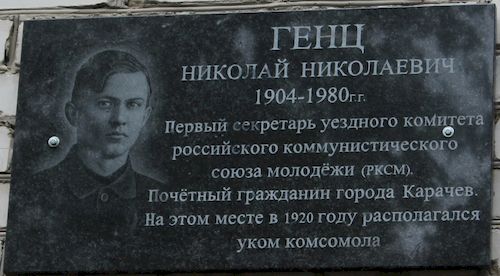 ГЕНЦ
НИКОЛАЙ НИКОЛАЕВИЧ
1904-1980г.г.
Первый секретарь уездного комитета
российского коммунистического
союза молодёжи (РКСМ).
Почётный гражданин города Карачев.
На этом месте в 1920 году располагался
уком комсомола